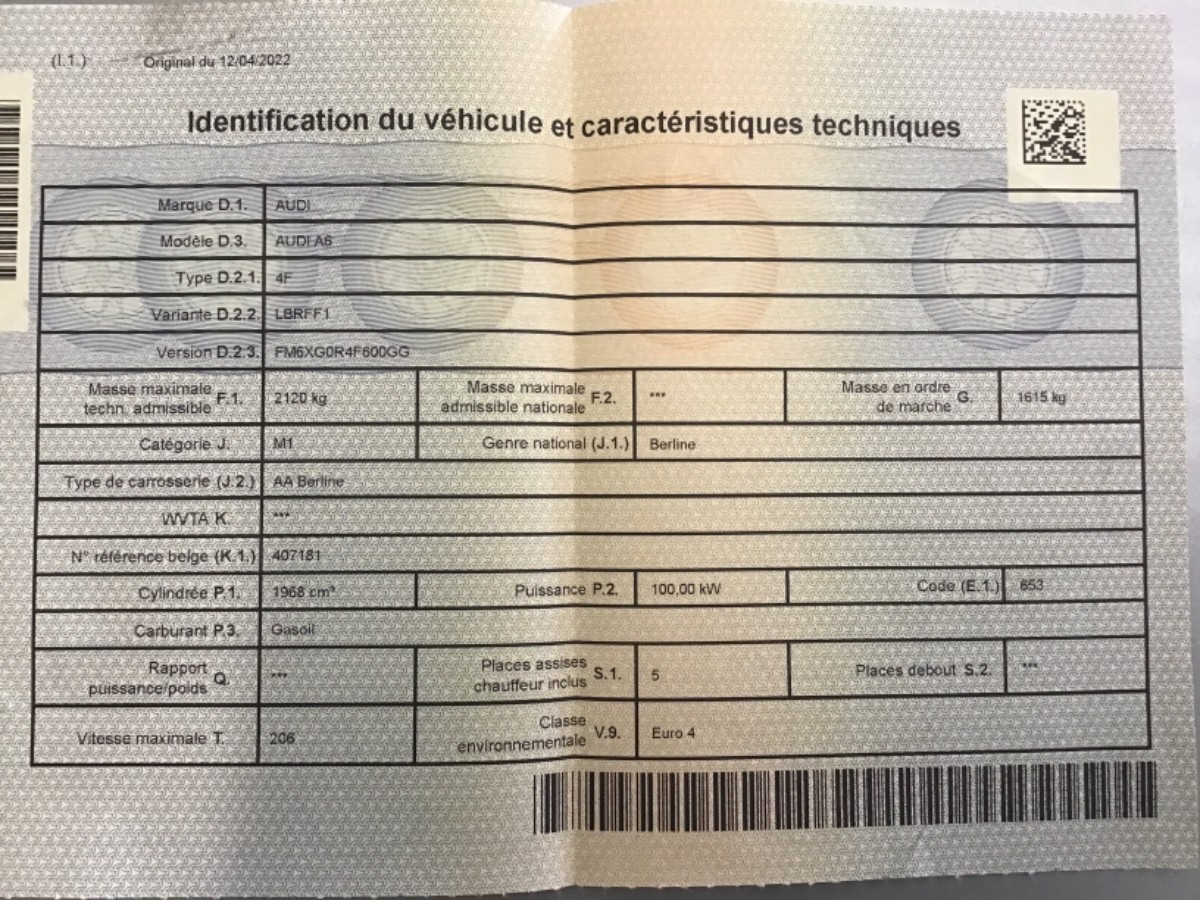 (I.1.) Original du 12/04/2022
Identification du véhicule et caractéristiques techniques
Marque D.1. AUDI
Modèle D.3. AUDI A6
Type D.2.1. 4F
Variante D.2.2. LBRFF1
Version D.2.3. FM6XG0R4F600GG
Masse maximale techn. admissible F.1. 2120 kg Masse maximale admissible nationale F.2. *** Masse en ordre de marche G. 1615 kg
Catégorie J. M1 Genre national (J.1.) Berline
Type de carrosserie (J.2.) AA Berline
WVTA K. ***
N° référence belge (K.1.) 407181
Cylindrée P.1. 1968 cm³ Puissance P.2. 100,00 kW Code (E.1.) 653
Carburant P.3. Gasoil
Rapport puissance/poids Q. *** Places assises chauffeur inclus S.1. 5 Places debout S.2. ***
Vitesse maximale T. 206 Classe environnementale V.9. Euro 4